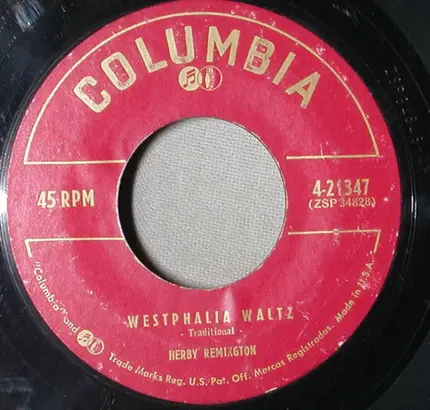 COLUMBIA
45 RPM
4-21347
(ZSP 34828)
WESTPHALIA WALTZ
- Traditional -
HERBY REMINGTON
"Columbia" and Trade Marks Reg. U.S. Pat. Off. Marcas Registradas. Made in U.S.A.